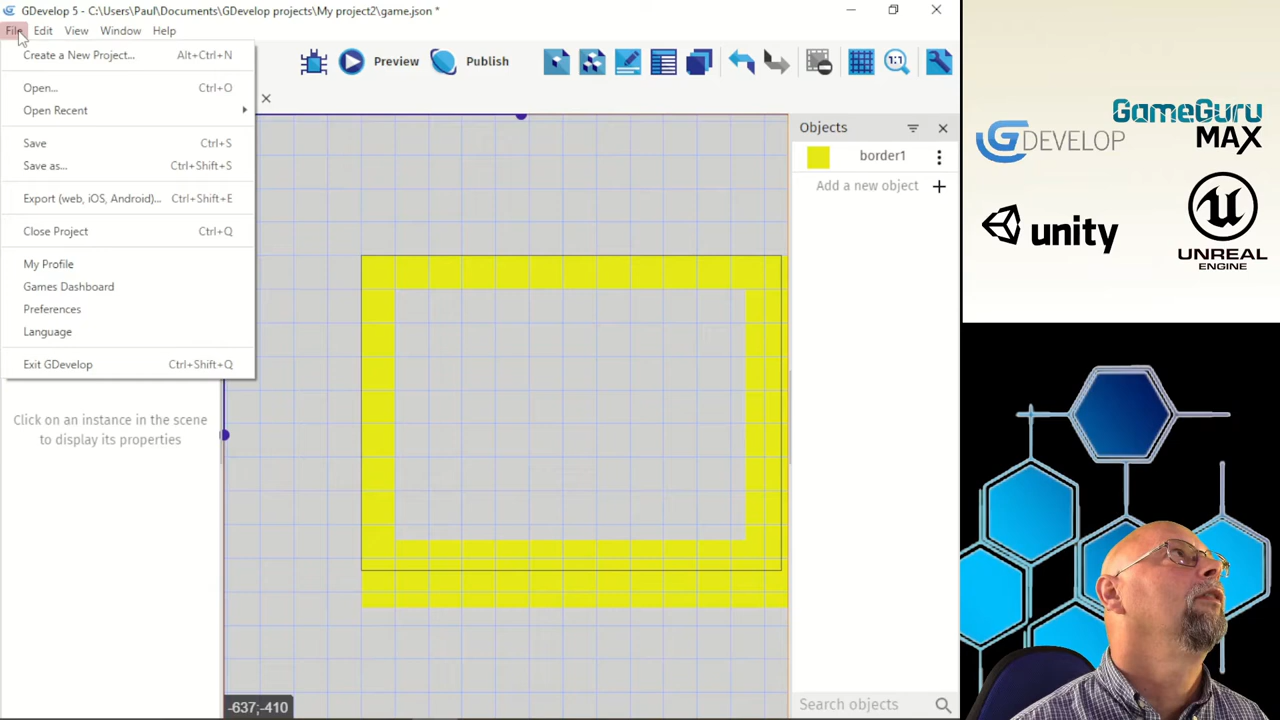 GDevelop 5 - C:\Users\Paul\Documents\GDevelop projects\My project2\game.json *
File Edit View Window Help
Create a New Project... Alt+Ctrl+N
Open... Ctrl+O
Open Recent
Save Ctrl+S
Save as... Ctrl+Shift+S
Export (web, iOS, Android)... Ctrl+Shift+E
Close Project Ctrl+Q
My Profile
Games Dashboard
Preferences
Language
Exit GDevelop Ctrl+Shift+Q
Preview Publish
1:1
Click on an instance in the scene
to display its properties
-637;-410
Objects
border1
Add a new object
Search objects
GDEVELOP
GameGuru
MAX
unity
UNREAL
ENGINE